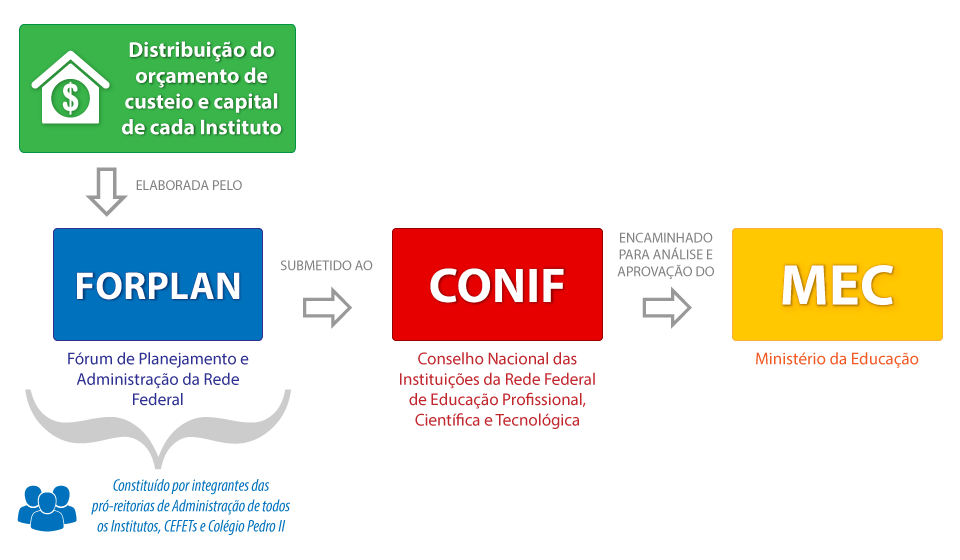 Distribuição do
orçamento de
custeio e capital
de cada Instituto
$
ELABORADA PELO
FORPLAN
Fórum de Planejamento e
Administração da Rede
Federal
SUBMETIDO AO
CONIF
Conselho Nacional das
Instituições da Rede Federal
de Educação Profissional,
Científica e Tecnológica
ENCAMINHADO
PARA ANÁLISE E
APROVAÇÃO DO
MEC
Ministério da Educação
Constituído por integrantes das
pró-reitorias de Administração de todos
os Institutos, CEFETs e Colégio Pedro II